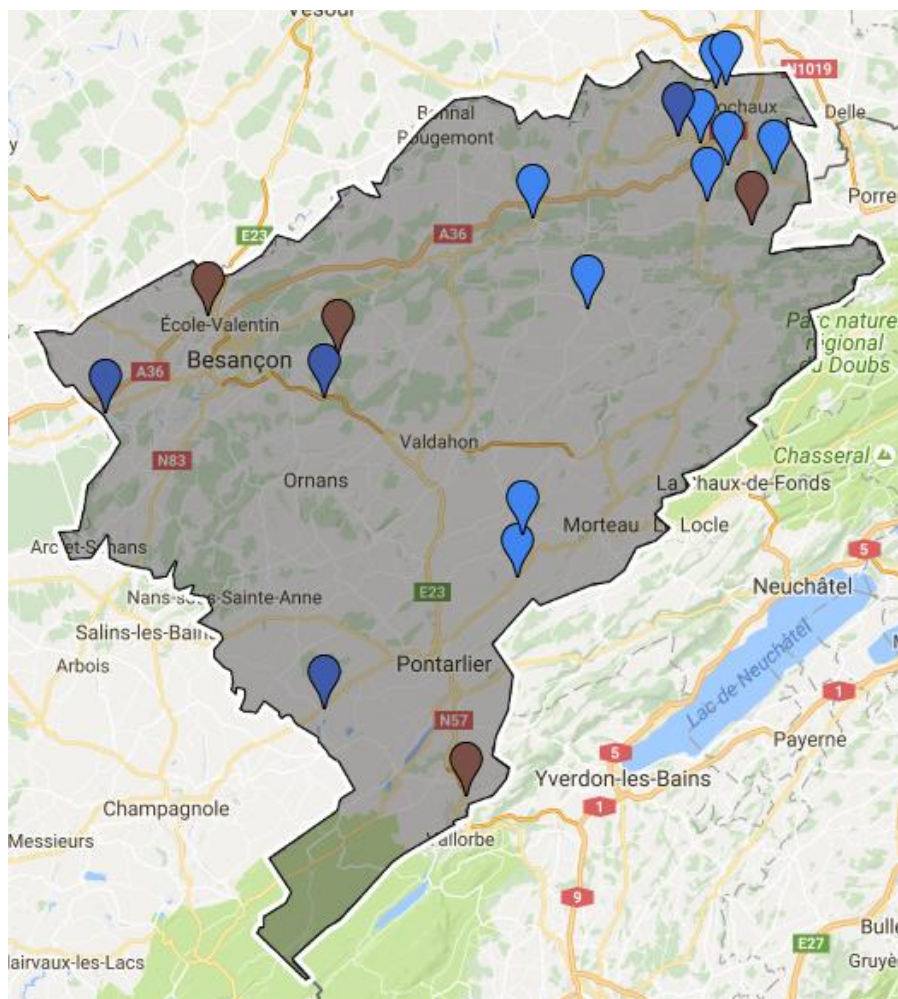 Vesoul
N1019
Bonnal
Rougemont
ochaux
Delle
y
Porre
E23
A36
École-Valentin
Besançon
A36
Parc nature
régional
du Doubs
Valdahon
N83
Chasseral
Ornans
La Chaux-de-Fonds
Morteau
Le Locle
Arc-et-Senans
5
Neuchâtel
E23
Nans-sous-Sainte-Anne
Salins-les-Bains
Arbois
Pontarlier
Lac de Neuchâtel
1
N57
5
Payerne
Yverdon-les-Bains
Champagnole
1
Messieurs
Vallorbe
9
Bulle
E27
Gruyè
lairvaux-les-Lacs